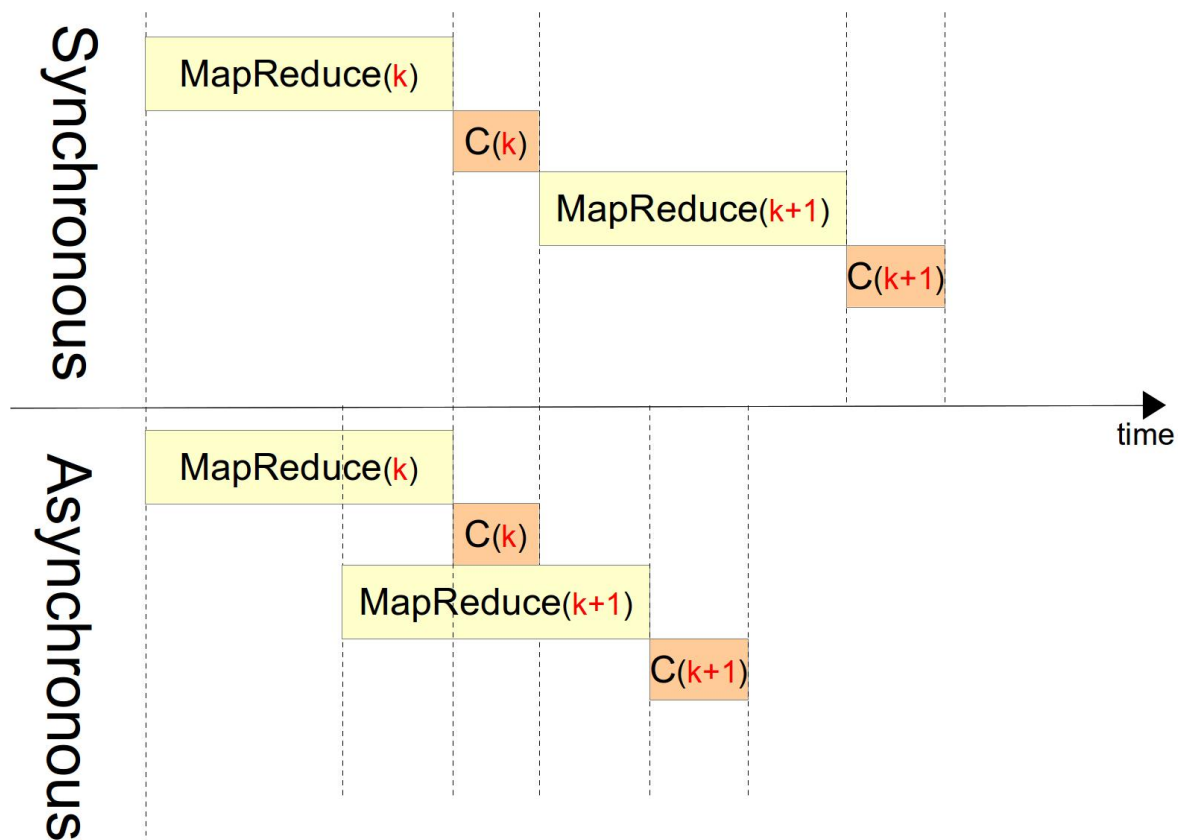 Synchronous
MapReduce(k)
C(k)
MapReduce(k+1)
C(k+1)
time
Asynchronous
MapReduce(k)
C(k)
MapReduce(k+1)
C(k+1)